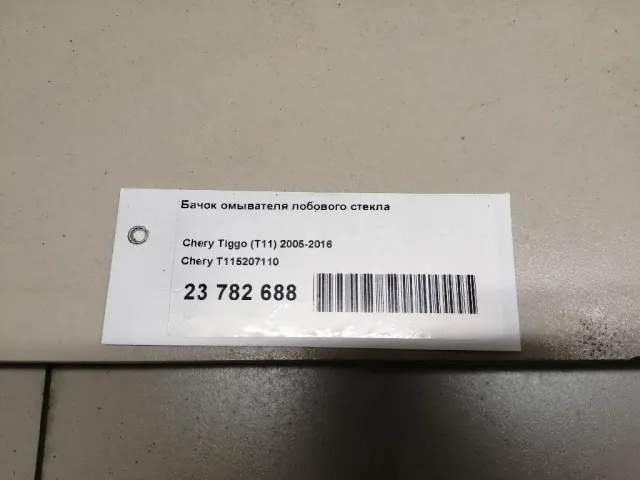 Бачок омывателя лобового стекла
Chery Tiggo (T11) 2005-2016
Chery T115207110
23 782 688